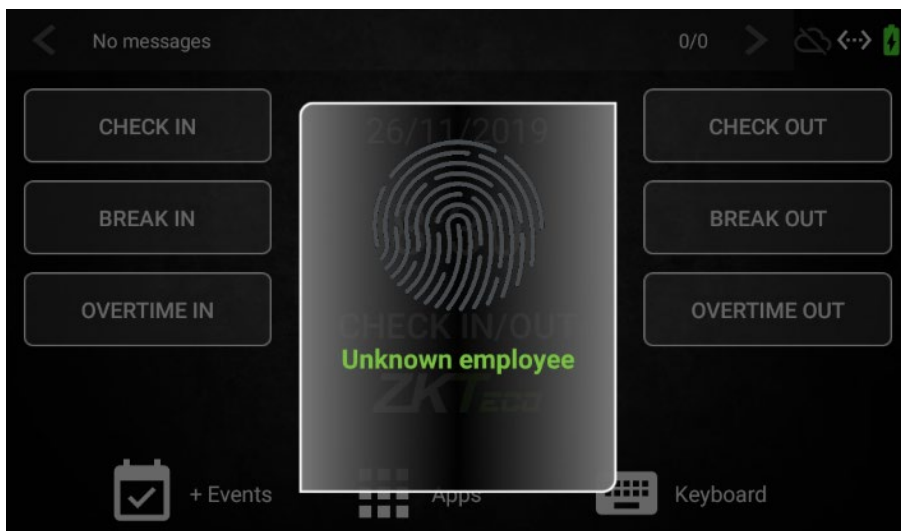 No messages
0/0
CHECK IN
26/11/2019
CHECK OUT
BREAK IN
BREAK OUT
OVERTIME IN
CHECK IN/OUT
OVERTIME OUT
Unknown employee
ZKTeco
+ Events
Apps
Keyboard